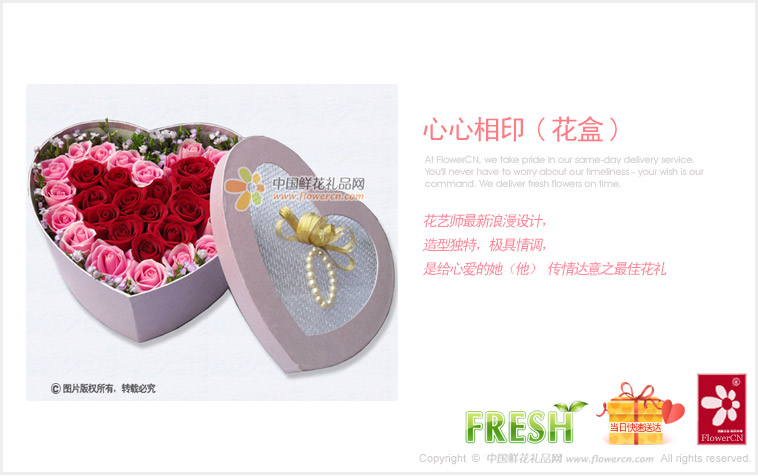 心心相印（花盒）
At FlowerCN, we take pride in our same-day delivery service.
You'll never have to worry about our timeliness - your wish is our
command. We deliver fresh flowers on time.
花艺师最新浪漫设计，
造型独特，极具情调，
是给心爱的她（他） 传情达意之最佳花礼
中国鲜花礼品网
www.flowercn.com
© 图片版权所有，转载必究
FRESH
当日快速送达
FlowerCN
Copyright © 中国鲜花礼品网 www.flowercn.com All rights reserved.